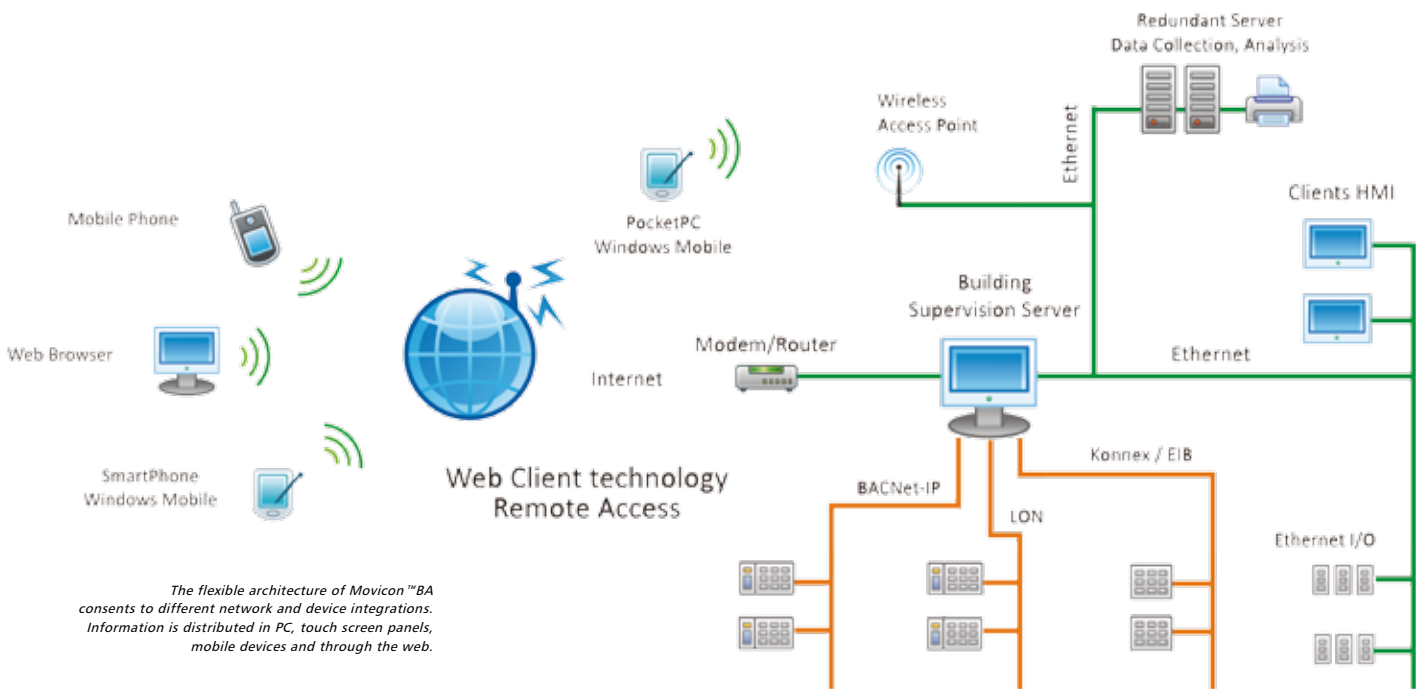 Redundant Server
Data Collection, Analysis
Wireless
Access Point
Ethernet
Clients HMI
Mobile Phone
PocketPC
Windows Mobile
Building
Supervision Server
Web Browser
Internet
Modem/Router
Ethernet
SmartPhone
Windows Mobile
Web Client technology
Remote Access
Konnex / EIB
BACNet-IP
LON
Ethernet I/O
The flexible architecture of Movicon™BA
consents to different network and device integrations.
Information is distributed in PC, touch screen panels,
mobile devices and through the web.